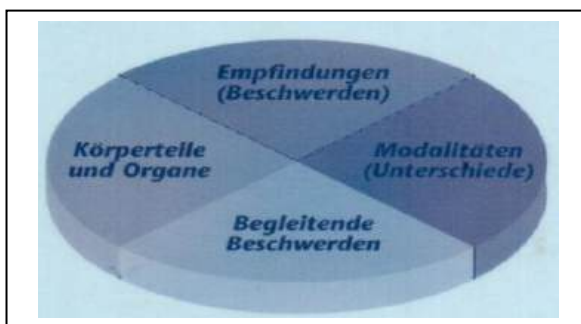 Empfindungen
(Beschwerden)
Körperteile
und Organe
Modalitäten
(Unterschiede)
Begleitende
Beschwerden